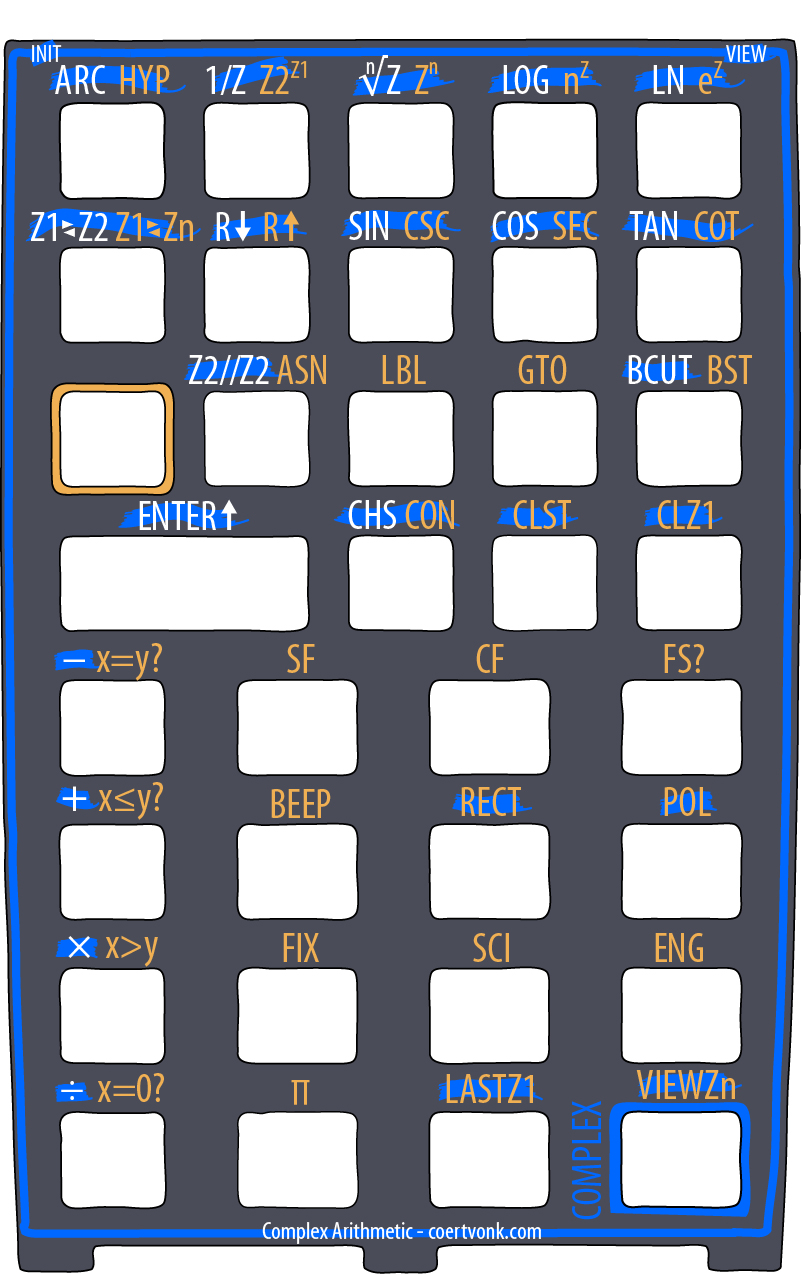 INIT VIEW
ARC HYP 1/Z Z2^Z1 ⁿ√Z Zⁿ LOG n^Z LN e^Z
Z1≷Z2 Z1≷Zn R↓ R↑ SIN CSC COS SEC TAN COT
Z2//Z2 ASN LBL GTO BCUT BST
ENTER↑ CHS CON CLST CLZ1
− x=y? SF CF FS?
+ x≤y? BEEP RECT POL
× x>y FIX SCI ENG
÷ x=0? π LASTZ1 VIEWZn
COMPLEX
Complex Arithmetic - coertvonk.com